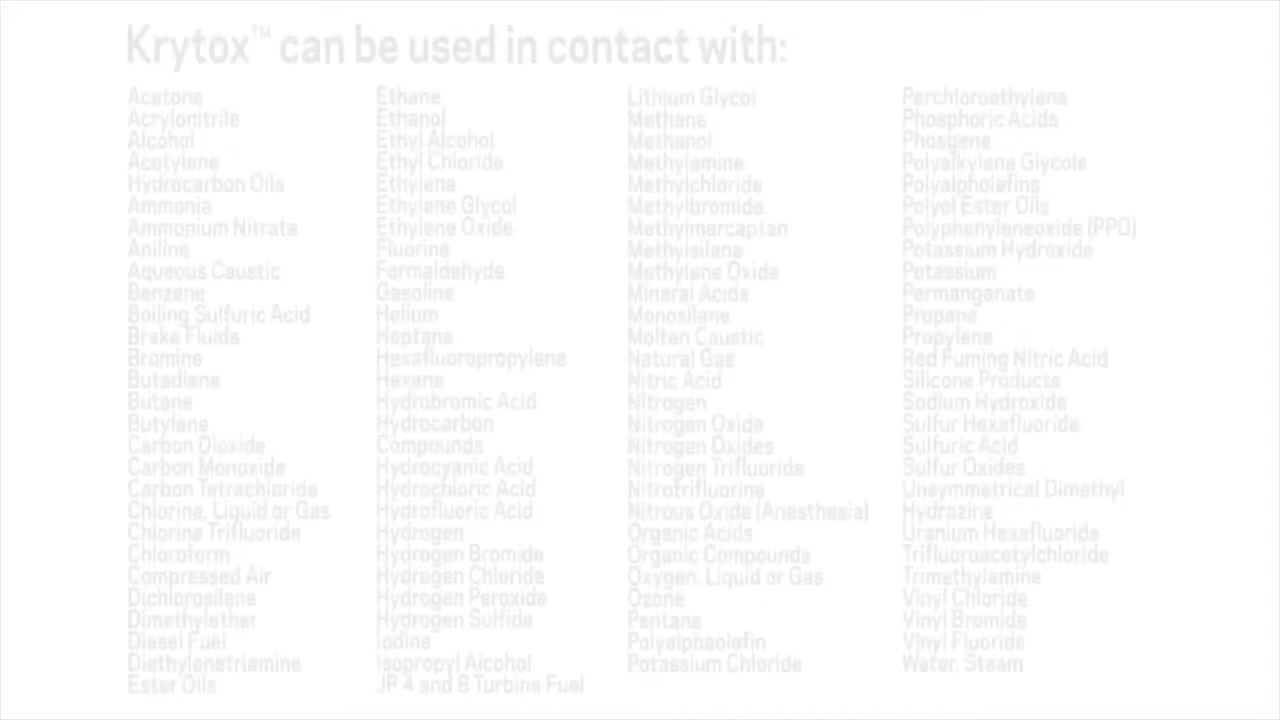 Krytox™ can be used in contact with:
Acetone
Acrylonitrile
Alcohol
Acetylene
Hydrocarbon Oils
Ammonia
Ammonium Nitrate
Aniline
Aqueous Caustic
Benzene
Boiling Sulfuric Acid
Brake Fluids
Bromine
Butadiene
Butane
Butylene
Carbon Dioxide
Carbon Monoxide
Carbon Tetrachloride
Chlorine, Liquid or Gas
Chlorine Trifluoride
Chloroform
Compressed Air
Dichlorosilane
Dimethylether
Diesel Fuel
Diethylenetriamine
Ester Oils
Ethane
Ethanol
Ethyl Alcohol
Ethyl Chloride
Ethylene
Ethylene Glycol
Ethylene Oxide
Fluorine
Formaldehyde
Gasoline
Helium
Heptane
Hexafluoropropylene
Hexane
Hydrobromic Acid
Hydrocarbon
Compounds
Hydrocyanic Acid
Hydrochloric Acid
Hydrofluoric Acid
Hydrogen
Hydrogen Bromide
Hydrogen Chloride
Hydrogen Peroxide
Hydrogen Sulfide
Iodine
Isopropyl Alcohol
JP 4 and 8 Turbine Fuel
Lithium Glycol
Methane
Methanol
Methylamine
Methylchloride
Methylbromide
Methylmercaptan
Methylsilane
Methylene Oxide
Mineral Acids
Monosilane
Molten Caustic
Natural Gas
Nitric Acid
Nitrogen
Nitrogen Oxide
Nitrogen Oxides
Nitrogen Trifluoride
Nitrotrifluorine
Nitrous Oxide (Anesthesia)
Organic Acids
Organic Compounds
Oxygen, Liquid or Gas
Ozone
Pentane
Polyalphaolefin
Potassium Chloride
Perchloroethylene
Phosphoric Acids
Phosgene
Polyalkylene Glycole
Polyalpholefins
Polyol Ester Oils
Polyphenyleneoxide (PPO)
Potassium Hydroxide
Potassium
Permanganate
Propane
Propylene
Red Fuming Nitric Acid
Silicone Products
Sodium Hydroxide
Sulfur Hexafluoride
Sulfuric Acid
Sulfur Oxides
Unsymmetrical Dimethyl
Hydrazine
Uranium Hexafluoride
Trifluoroacetylchloride
Trimethylamine
Vinyl Chloride
Vinyl Bromide
Vinyl Fluoride
Water, Steam